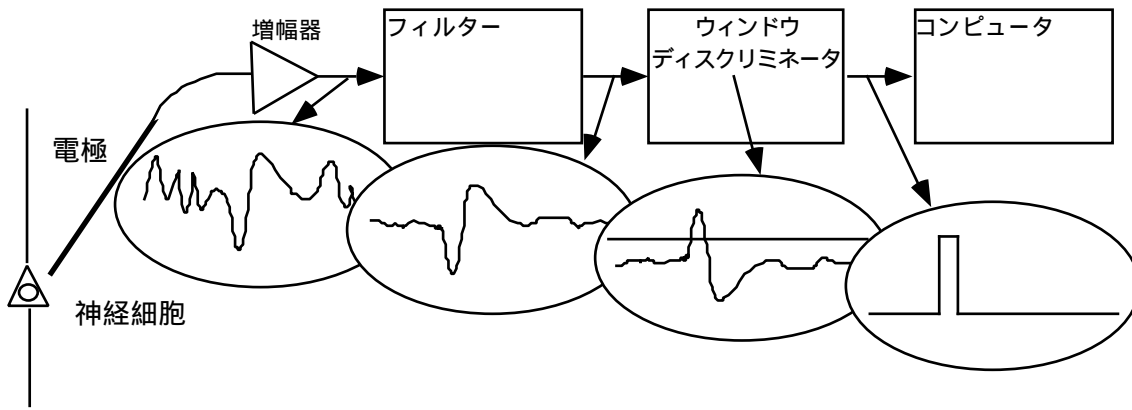 増幅器
フィルター
ウィンドウ
ディスクリミネータ
コンピュータ
電極
神経細胞